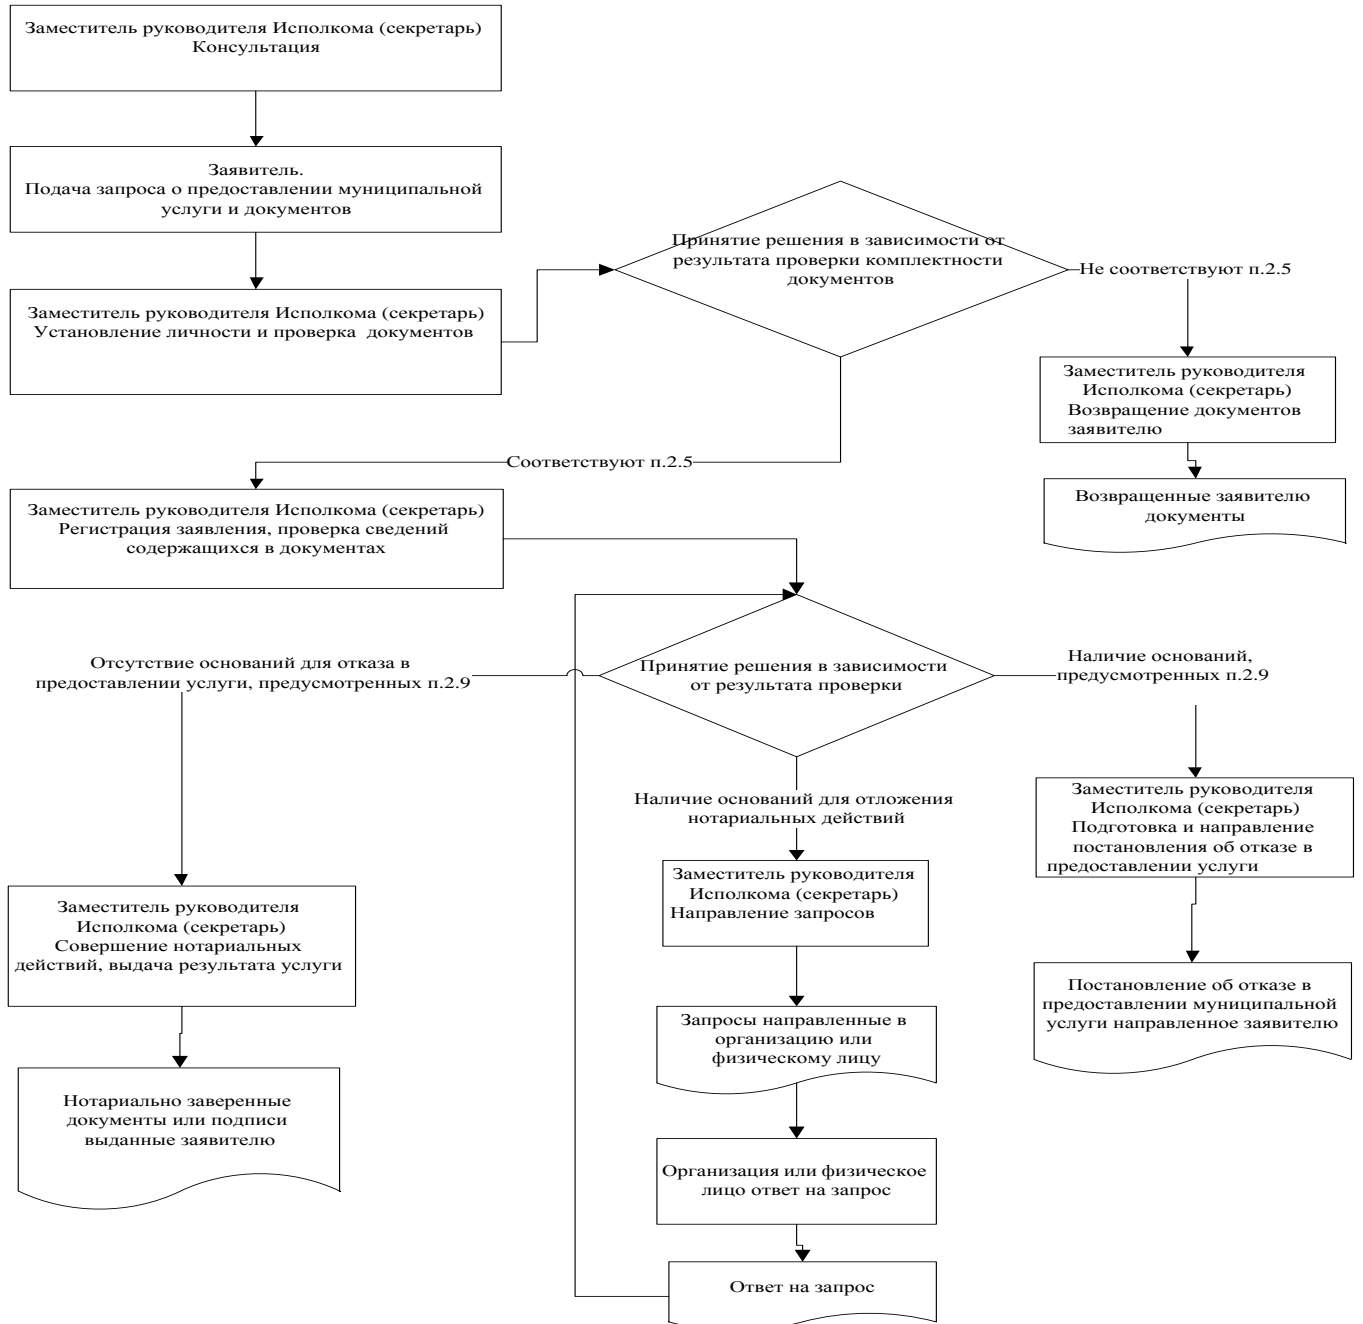 Заместитель руководителя Исполкома (секретарь)
Консультация
Заявитель.
Подача запроса о предоставлении муниципальной
услуги и документов
Заместитель руководителя Исполкома (секретарь)
Установление личности и проверка документов
Принятие решения в зависимости от
результата проверки комплектности
документов
Не соответствуют п.2.5
Заместитель руководителя
Исполкома (секретарь)
Возвращение документов
заявителю
Возвращенные заявителю
документы
Соответствуют п.2.5
Заместитель руководителя Исполкома (секретарь)
Регистрация заявления, проверка сведений
содержащихся в документах
Принятие решения в зависимости
от результата проверки
Отсутствие оснований для отказа в
предоставлении услуги, предусмотренных п.2.9
Наличие оснований,
предусмотренных п.2.9
Наличие оснований для отложения
нотариальных действий
Заместитель руководителя
Исполкома (секретарь)
Подготовка и направление
постановления об отказе в
предоставлении услуги
Заместитель руководителя
Исполкома (секретарь)
Направление запросов
Заместитель руководителя
Исполкома (секретарь)
Совершение нотариальных
действий, выдача результата услуги
Постановление об отказе в
предоставлении муниципальной
услуги направленное заявителю
Запросы направленные в
организацию или
физическому лицу
Нотариально заверенные
документы или подписи
выданные заявителю
Организация или физическое
лицо ответ на запрос
Ответ на запрос